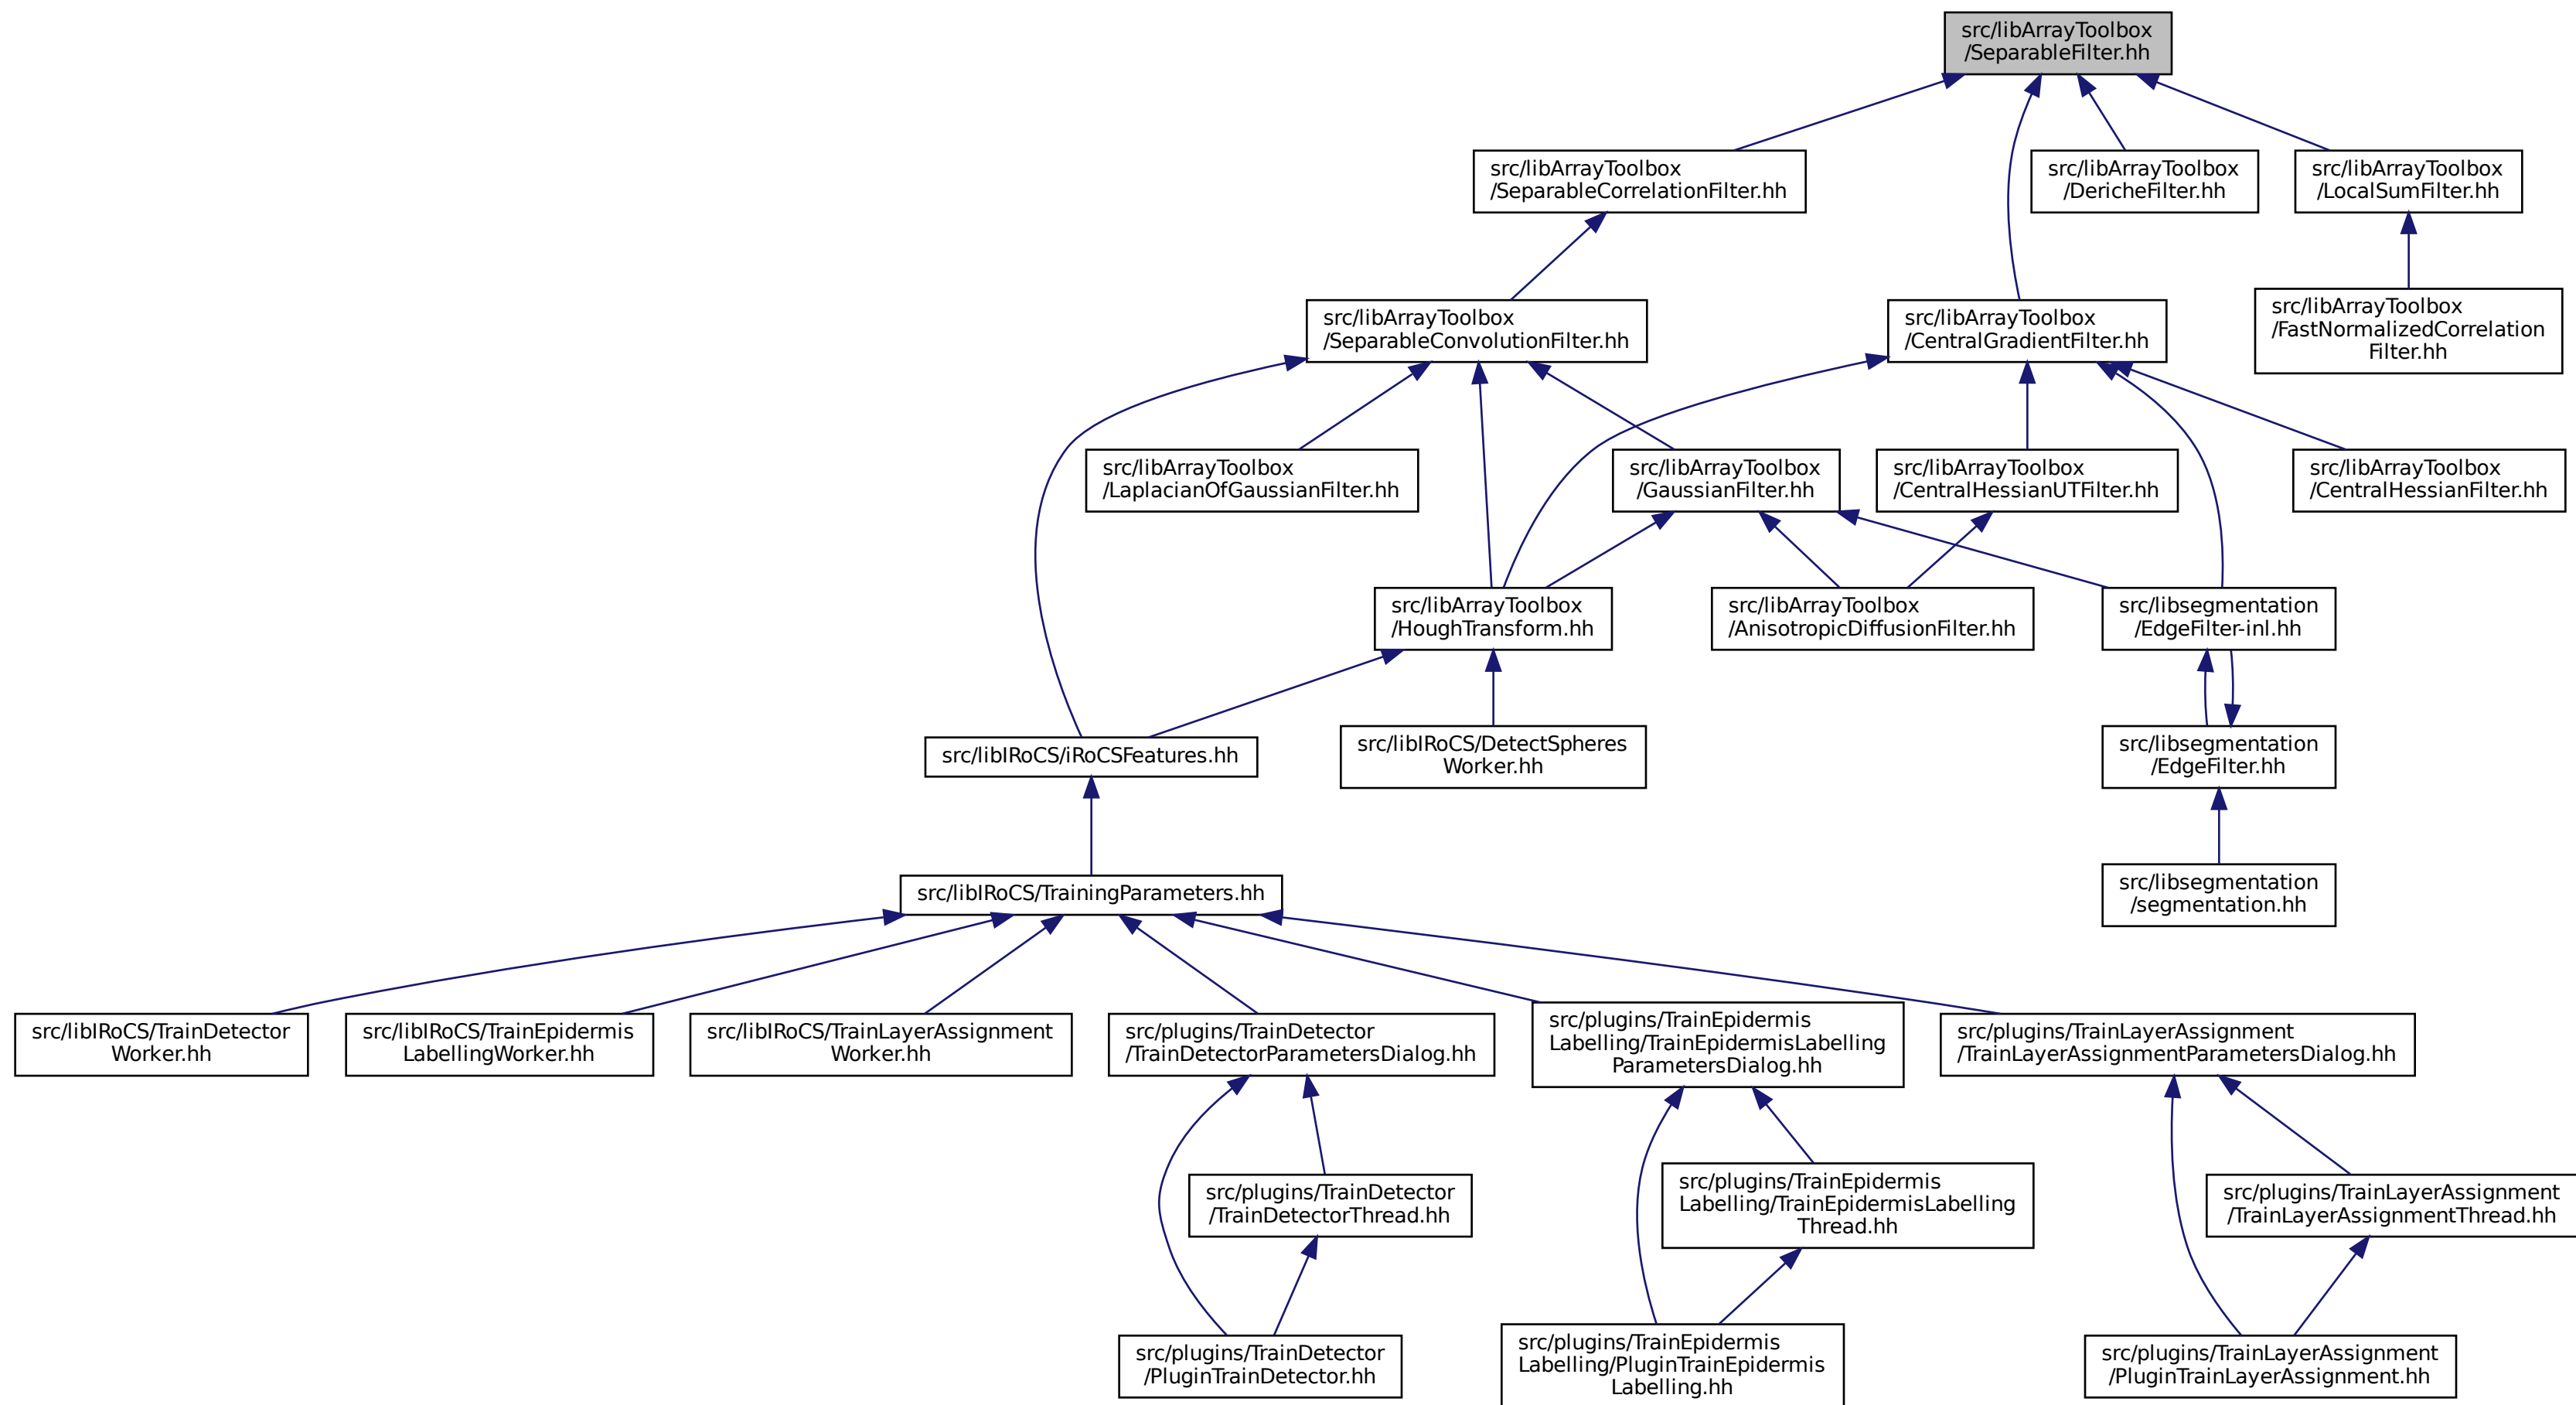 src/libArrayToolbox
/SeparableFilter.hh
src/libArrayToolbox
/SeparableCorrelationFilter.hh
src/libArrayToolbox
/DericheFilter.hh
src/libArrayToolbox
/LocalSumFilter.hh
src/libArrayToolbox
/SeparableConvolutionFilter.hh
src/libArrayToolbox
/CentralGradientFilter.hh
src/libArrayToolbox
/FastNormalizedCorrelation
Filter.hh
src/libArrayToolbox
/LaplacianOfGaussianFilter.hh
src/libArrayToolbox
/GaussianFilter.hh
src/libArrayToolbox
/CentralHessianUTFilter.hh
src/libArrayToolbox
/CentralHessianFilter.hh
src/libArrayToolbox
/HoughTransform.hh
src/libArrayToolbox
/AnisotropicDiffusionFilter.hh
src/libsegmentation
/EdgeFilter-inl.hh
src/libIRoCS/iRoCSFeatures.hh
src/libIRoCS/DetectSpheres
Worker.hh
src/libsegmentation
/EdgeFilter.hh
src/libIRoCS/TrainingParameters.hh
src/libsegmentation
/segmentation.hh
src/libIRoCS/TrainDetector
Worker.hh
src/libIRoCS/TrainEpidermis
LabellingWorker.hh
src/libIRoCS/TrainLayerAssignment
Worker.hh
src/plugins/TrainDetector
/TrainDetectorParametersDialog.hh
src/plugins/TrainEpidermis
Labelling/TrainEpidermisLabelling
ParametersDialog.hh
src/plugins/TrainLayerAssignment
/TrainLayerAssignmentParametersDialog.hh
src/plugins/TrainDetector
/TrainDetectorThread.hh
src/plugins/TrainEpidermis
Labelling/TrainEpidermisLabelling
Thread.hh
src/plugins/TrainLayerAssignment
/TrainLayerAssignmentThread.hh
src/plugins/TrainDetector
/PluginTrainDetector.hh
src/plugins/TrainEpidermis
Labelling/PluginTrainEpidermis
Labelling.hh
src/plugins/TrainLayerAssignment
/PluginTrainLayerAssignment.hh